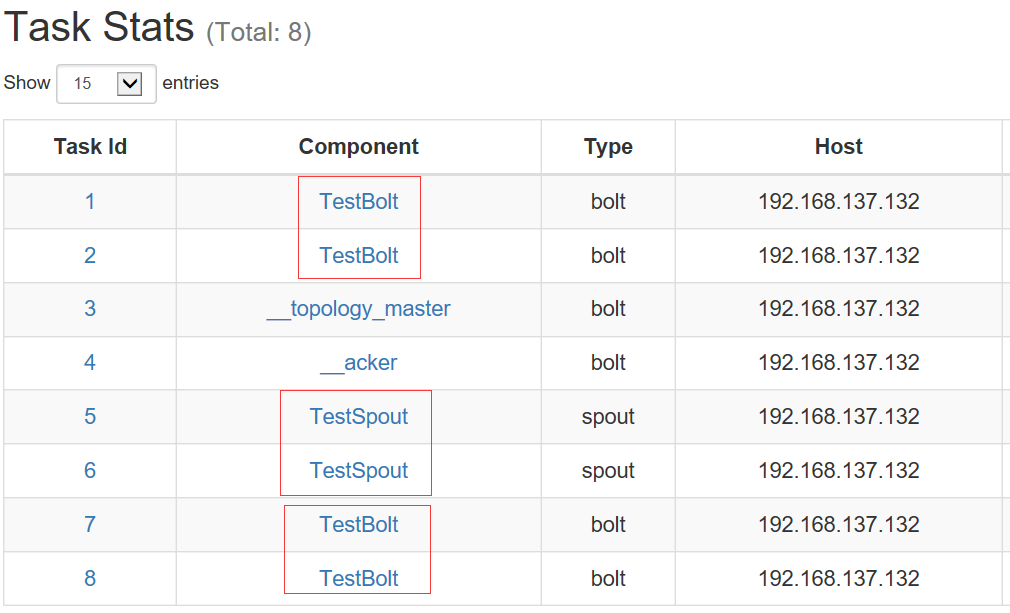 Task Stats (Total: 8)
Show 15 entries
Task Id Component Type Host
1 TestBolt bolt 192.168.137.132
2 TestBolt bolt 192.168.137.132
3 __topology_master bolt 192.168.137.132
4 __acker bolt 192.168.137.132
5 TestSpout spout 192.168.137.132
6 TestSpout spout 192.168.137.132
7 TestBolt bolt 192.168.137.132
8 TestBolt bolt 192.168.137.132